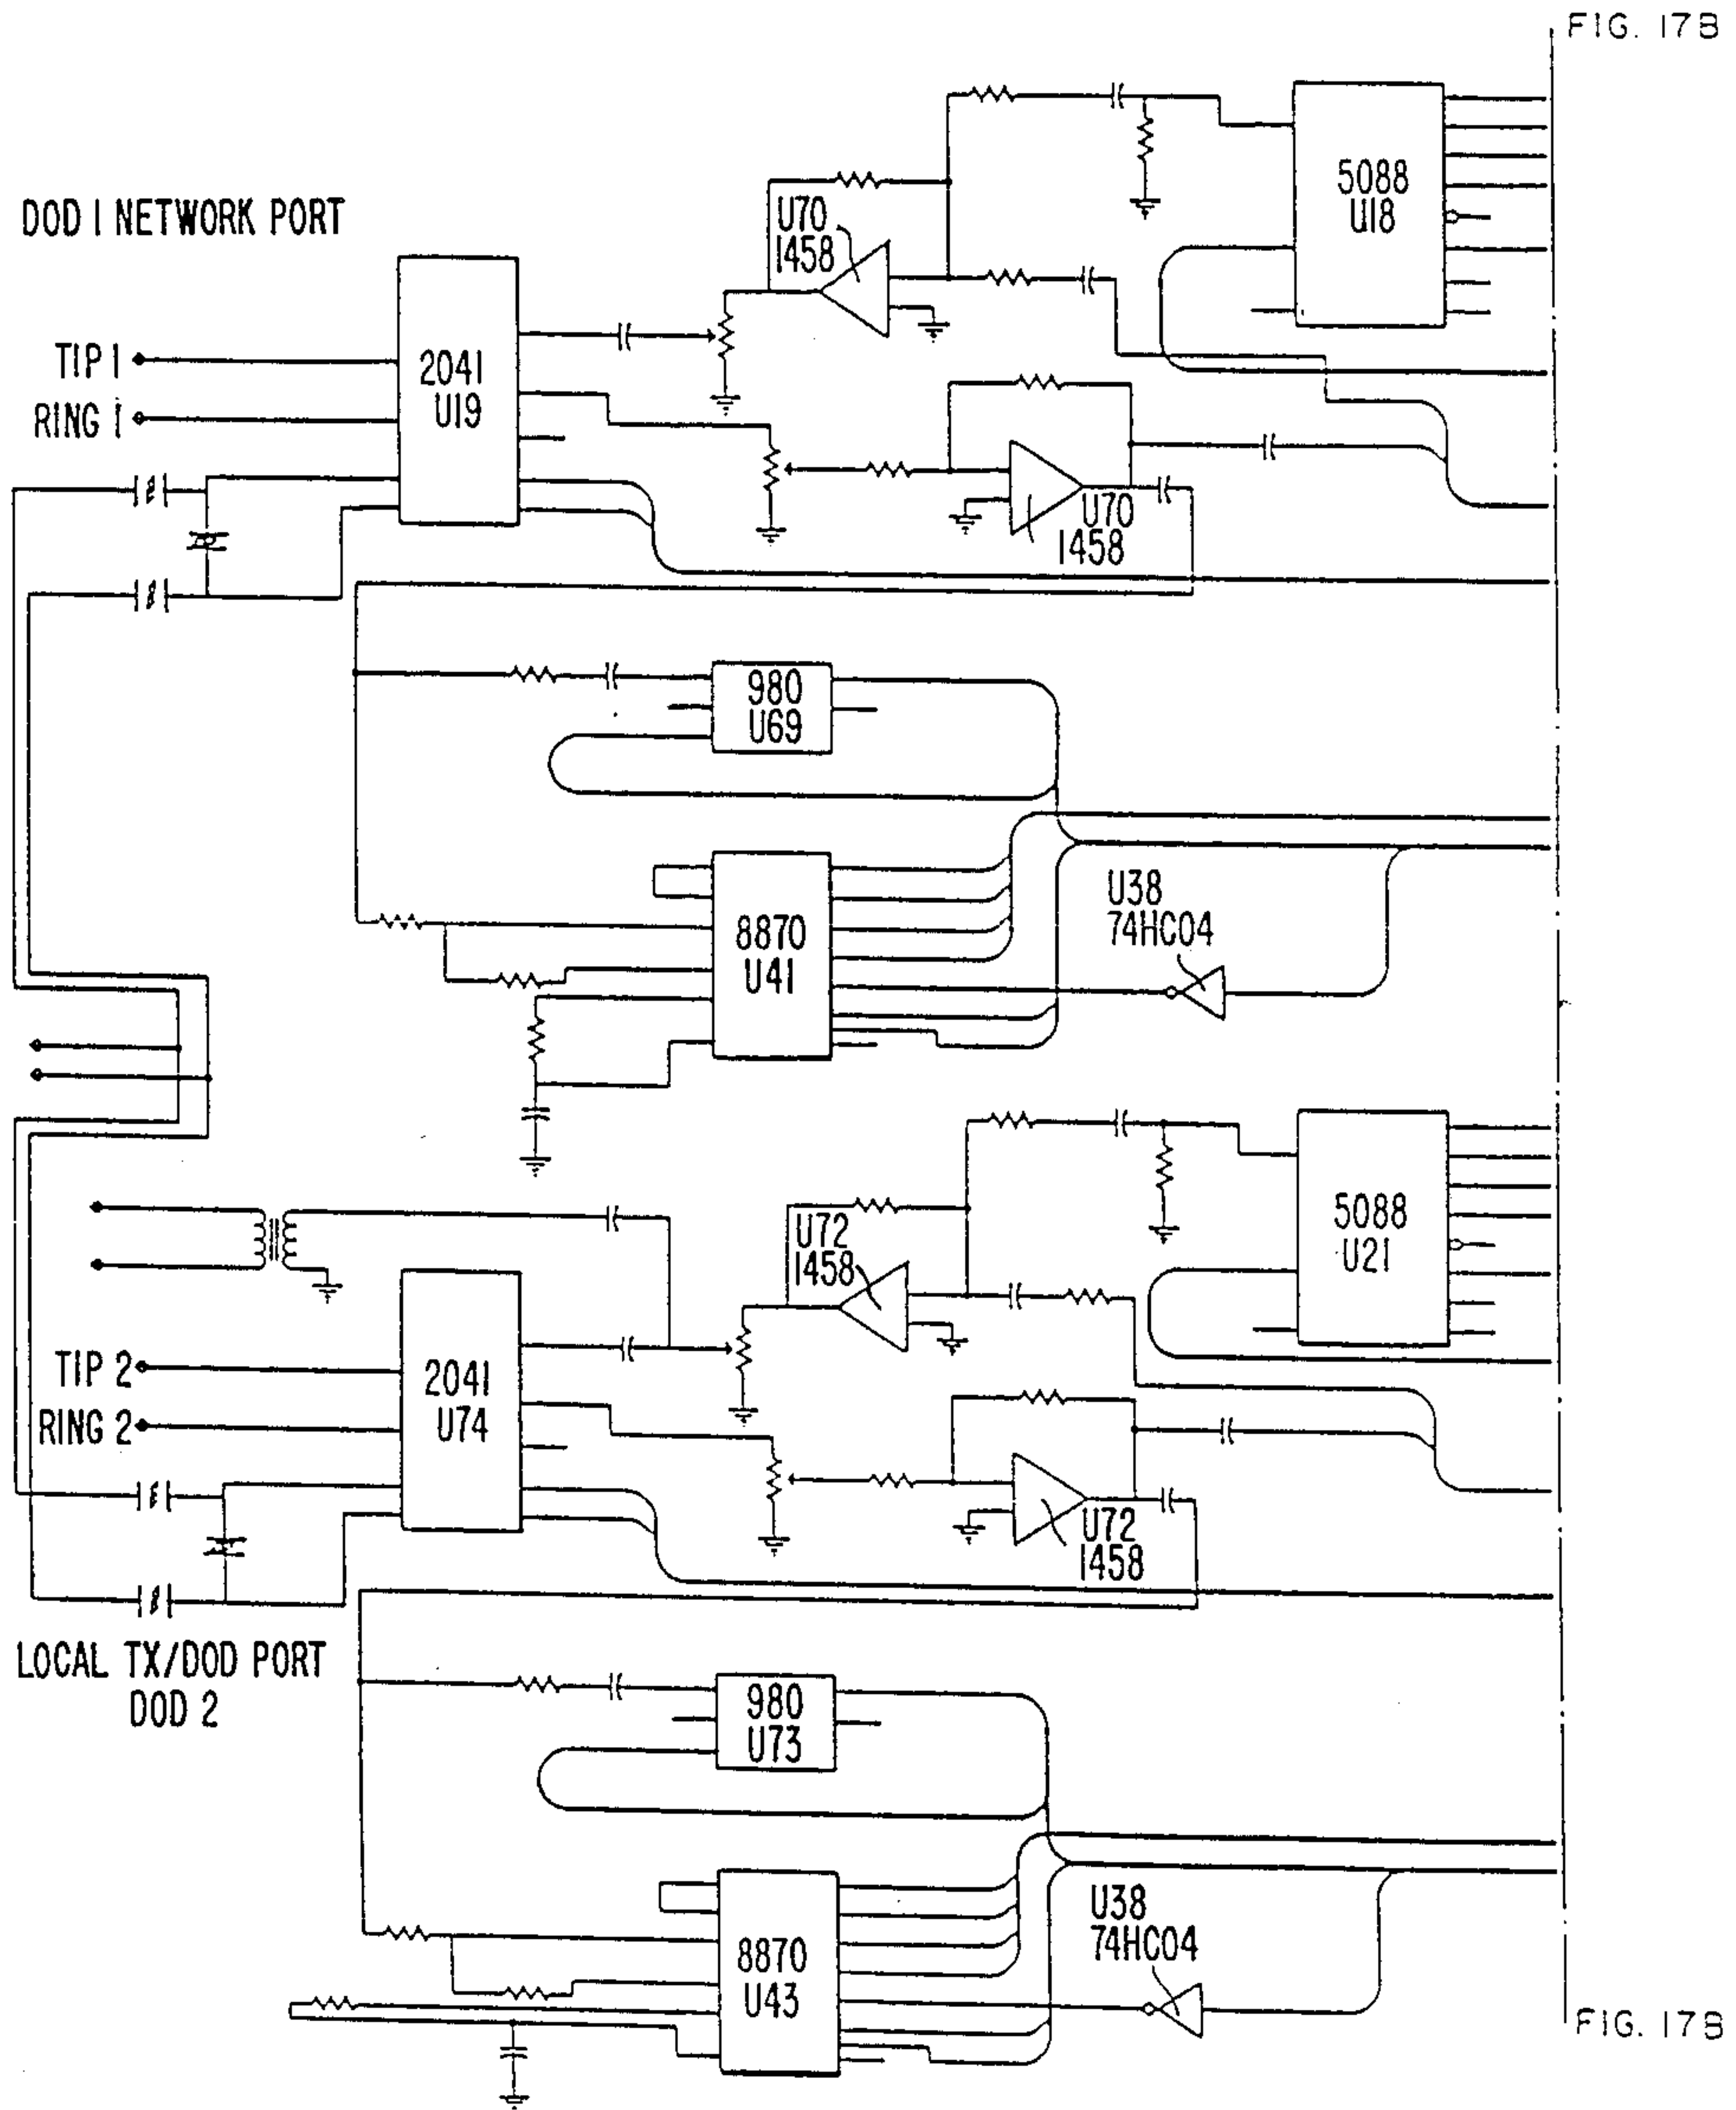 FIG. 17B
DOD 1 NETWORK PORT
5088
U18
U70
1458
TIP 1
RING 1
2041
U19
U70
1458
980
U69
U38
74HC04
8870
U41
5088
U21
U72
1458
TIP 2
RING 2
2041
U74
U72
1458
LOCAL TX/DOD PORT
DOD 2
980
U73
U38
74HC04
8870
U43
FIG. 17B